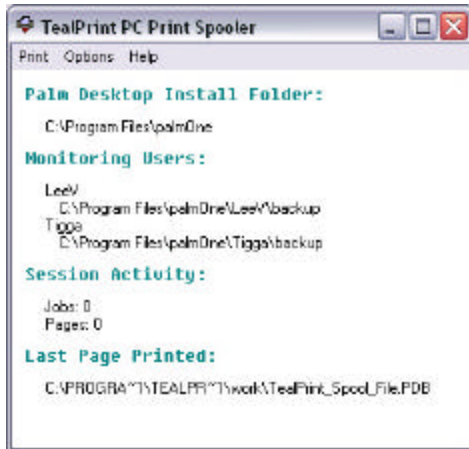 TealPrint PC Print Spooler
Print Options Help
Palm Desktop Install Folder:
C:\Program Files\palmOne
Monitoring Users:
LeeV
C:\Program Files\palmOne\LeeV\backup
Tigga
C:\Program Files\palmOne\Tigga\backup
Session Activity:
Jobs: 0
Pages: 0
Last Page Printed:
C:\PROGRA~1\TEALPR~1\work\TealPrint_Spool_File.PDB